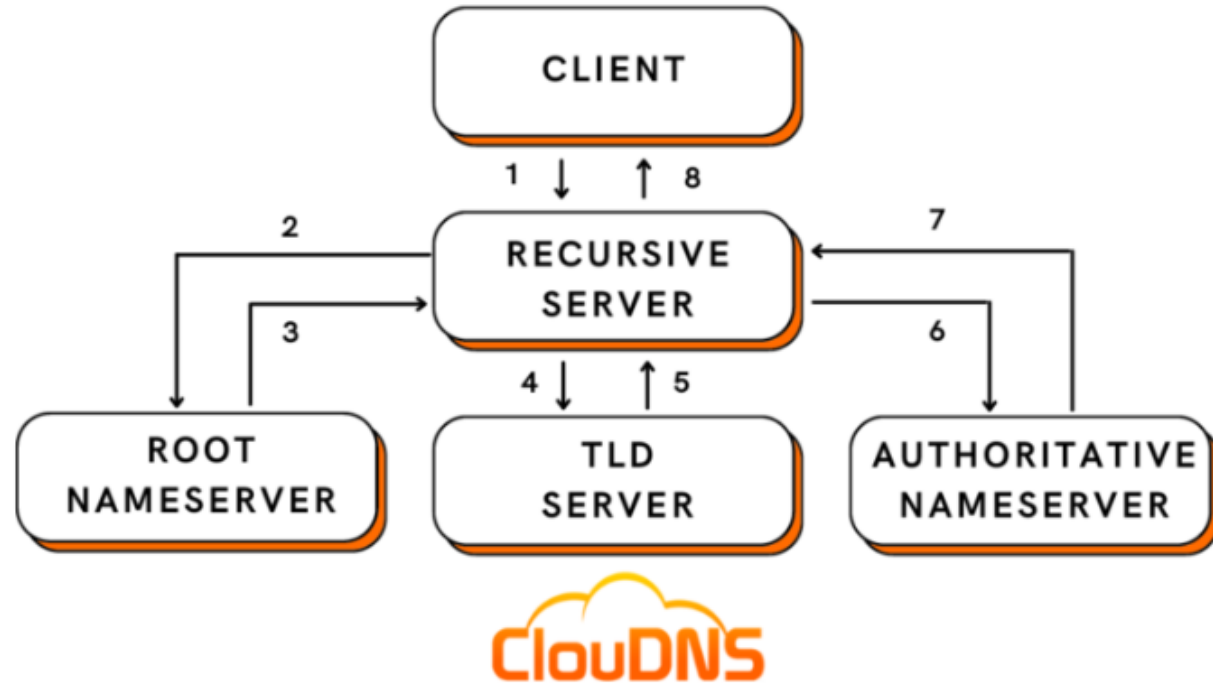 CLIENT
1
8
2
7
RECURSIVE
SERVER
3
6
4
5
ROOT
NAMESERVER
TLD
SERVER
AUTHORITATIVE
NAMESERVER
ClouDNS